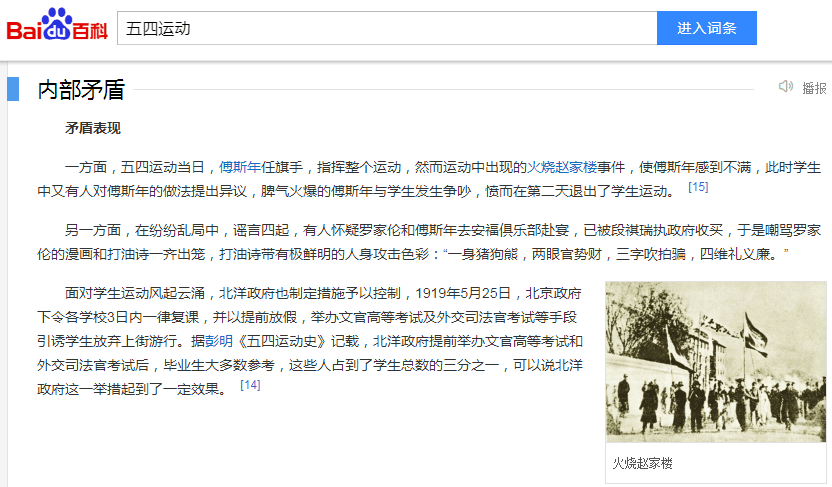 Bai du 百科
五四运动
进入词条
内部矛盾
播报
矛盾表现
一方面，五四运动当日，傅斯年任旗手，指挥整个运动，然而运动中出现的火烧赵家楼事件，使傅斯年感到不满，此时学生
中又有人对傅斯年的做法提出异议，脾气火爆的傅斯年与学生发生争吵，愤而在第二天退出了学生运动。 [15]
另一方面，在纷纷乱局中，谣言四起，有人怀疑罗家伦和傅斯年去安福俱乐部赴宴，已被段祺瑞执政府收买，于是嘲骂罗家
伦的漫画和打油诗一齐出笼，打油诗带有极鲜明的人身攻击色彩：“一身猪狗熊，两眼官势财，三字吹拍骗，四维礼义廉。”
面对学生运动风起云涌，北洋政府也制定措施予以控制，1919年5月25日，北京政府
下令各学校3日内一律复课，并以提前放假，举办文官高等考试及外交司法官考试等手段
引诱学生放弃上街游行。据彭明《五四运动史》记载，北洋政府提前举办文官高等考试和
外交司法官考试后，毕业生大多数参考，这些人占到了学生总数的三分之一，可以说北洋
政府这一举措起到了一定效果。 [14]
火烧赵家楼